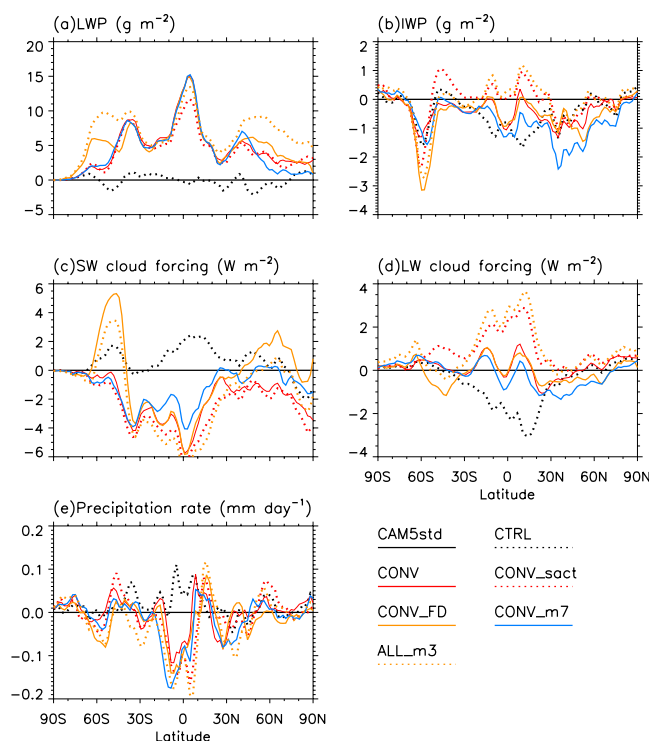 (a)LWP (g m⁻²)
20
15
10
5
0
−5
(b)IWP (g m⁻²)
2
1
0
−1
−2
−3
−4
(c)SW cloud forcing (W m⁻²)
6
4
2
0
−2
−4
−6
(d)LW cloud forcing (W m⁻²)
4
2
0
−2
−4
90S 60S 30S 0 30N 60N 90N
Latitude
(e)Precipitation rate (mm day⁻¹)
0.2
0.1
0.0
−0.1
−0.2
90S 60S 30S 0 30N 60N 90N
Latitude
CAM5std CTRL
CONV CONV_sact
CONV_FD CONV_m7
ALL_m3